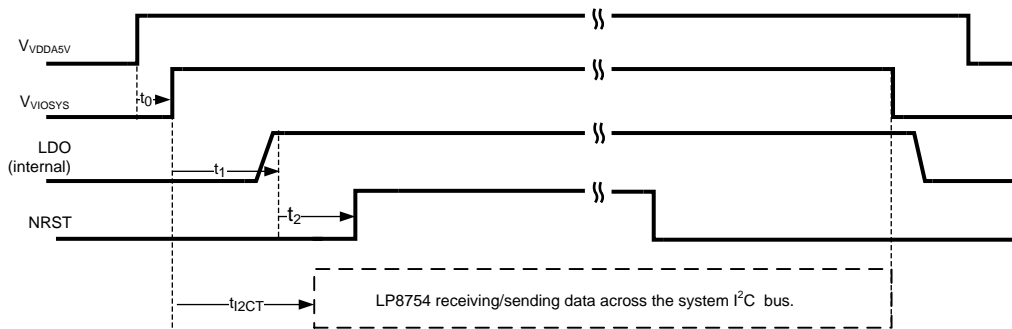 VVDDA5V
t0
VVIOSYS
LDO
(internal)
t1
t2
NRST
tI2CT
LP8754 receiving/sending data across the system I²C bus.